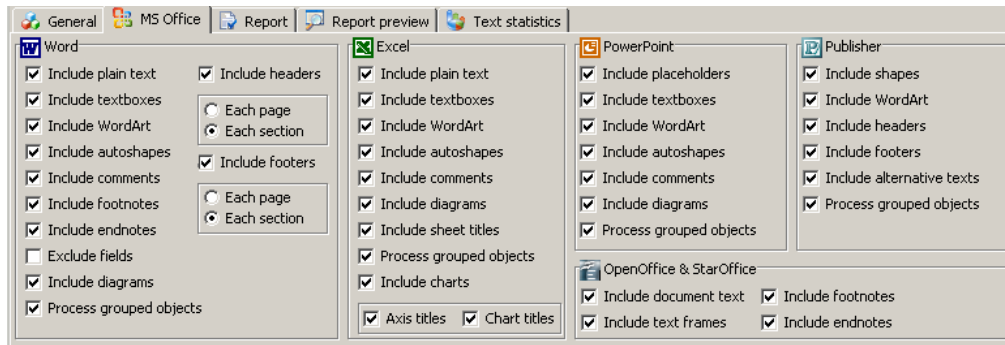 General MS Office Report Report preview Text statistics
Word
Include plain text
Include textboxes
Include WordArt
Include autoshapes
Include comments
Include footnotes
Include endnotes
Exclude fields
Include diagrams
Process grouped objects
Include headers
Each page
Each section
Include footers
Each page
Each section
Excel
Include plain text
Include textboxes
Include WordArt
Include autoshapes
Include comments
Include diagrams
Include sheet titles
Process grouped objects
Include charts
Axis titles Chart titles
PowerPoint
Include placeholders
Include textboxes
Include WordArt
Include autoshapes
Include comments
Include diagrams
Process grouped objects
Publisher
Include shapes
Include WordArt
Include headers
Include footers
Include alternative texts
Process grouped objects
OpenOffice & StarOffice
Include document text Include footnotes
Include text frames Include endnotes